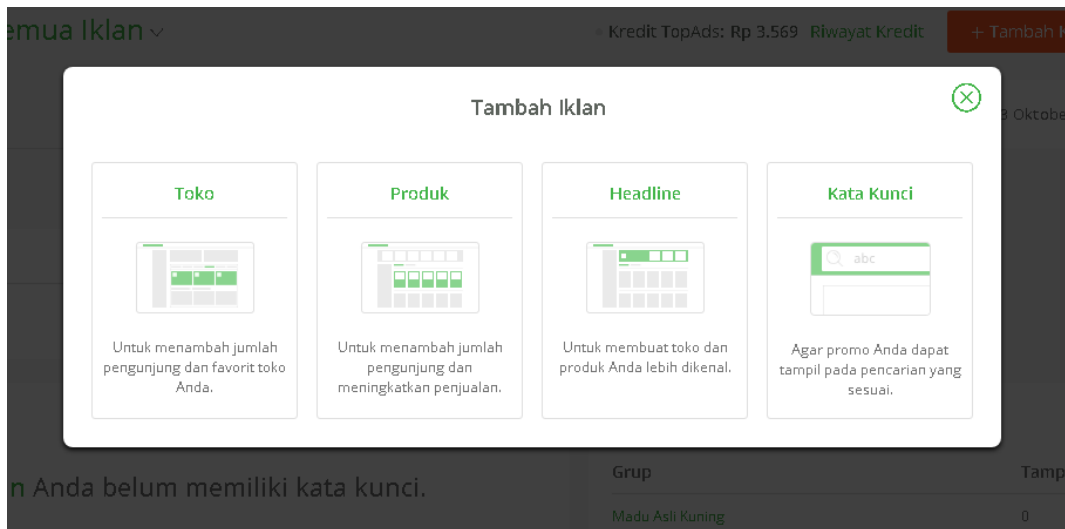 emua Iklan
Kredit TopAds: Rp 3.569 Riwayat Kredit + Tambah K
Tambah Iklan
3 Oktobe
Toko Produk Headline Kata Kunci
abc
Untuk menambah jumlah
pengunjung dan favorit toko
Anda.
Untuk menambah jumlah
pengunjung dan
meningkatkan penjualan.
Untuk membuat toko dan
produk Anda lebih dikenal.
Agar promo Anda dapat
tampil pada pencarian yang
sesuai.
n Anda belum memiliki kata kunci.
Grup Tamp
Madu Asli Kuning 0